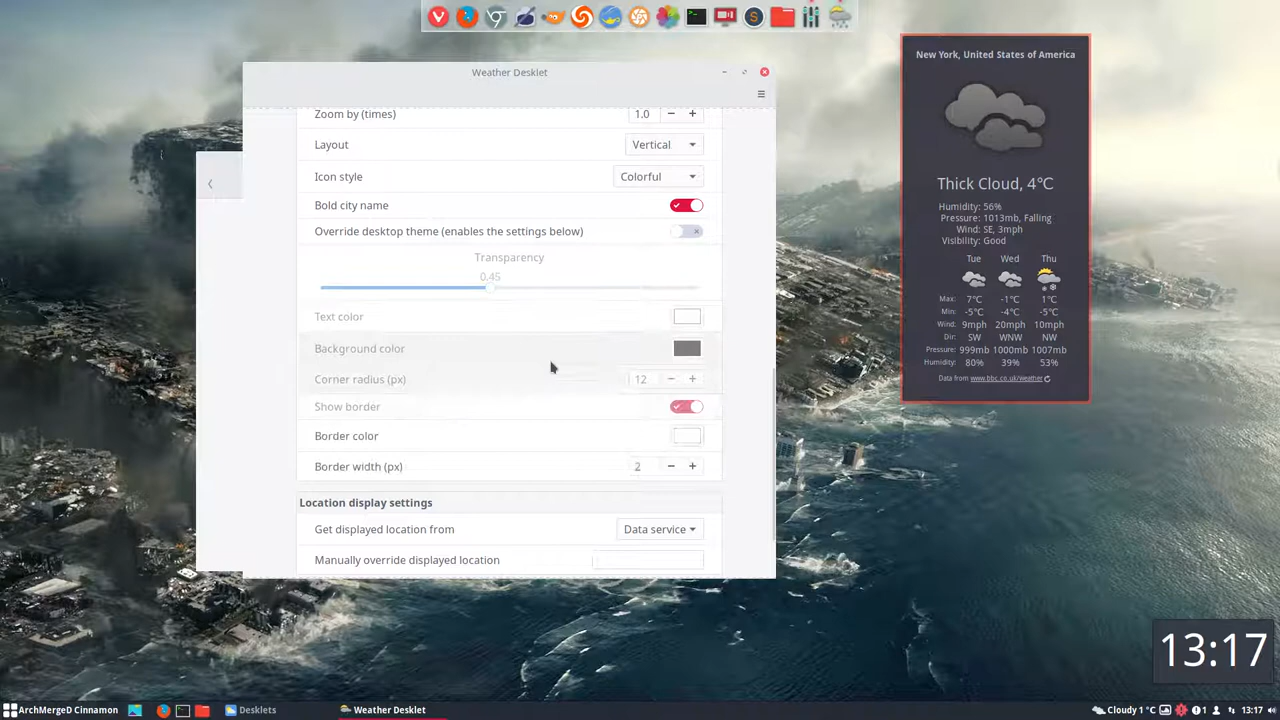 Weather Desklet
Zoom by (times)
1.0
Layout
Vertical
Icon style
Colorful
Bold city name
Override desktop theme (enables the settings below)
Transparency
0.45
Text color
Background color
Corner radius (px)
12
Show border
Border color
Border width (px)
2
Location display settings
Get displayed location from
Data service
Manually override displayed location
New York, United States of America
Thick Cloud, 4°C
Humidity: 56%
Pressure: 1013mb, Falling
Wind: SE, 3mph
Visibility: Good
Tue Wed Thu
Max: 7°C -1°C 1°C
Min: -5°C -4°C -5°C
Wind: 9mph 20mph 10mph
Dir: SW WNW NW
Pressure: 999mb 1000mb 1007mb
Humidity: 80% 39% 53%
Data from www.bbc.co.uk/weather
13:17
ArchMergeD Cinnamon
Desklets
Weather Desklet
Cloudy 1 °C
1
13:17